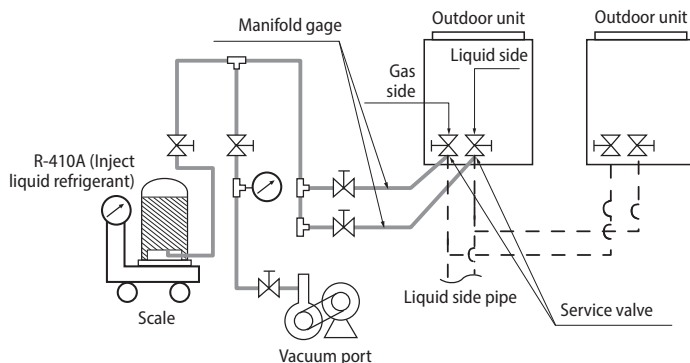 Outdoor unit
Outdoor unit
Manifold gage
Liquid side
Gas
side
R-410A (Inject
liquid refrigerant)
Liquid side pipe
Service valve
Scale
Vacuum port